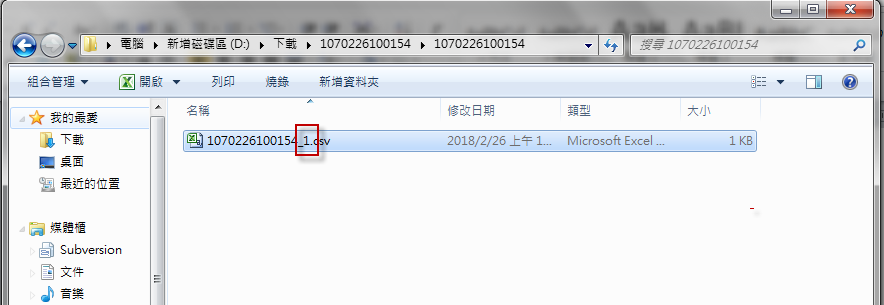 電腦 新增磁碟區 (D:) 下載 1070226100154 1070226100154
搜尋 1070226100154
組合管理 開啟 列印 燒錄 新增資料夾
我的最愛
下載
桌面
最近的位置
媒體櫃
Subversion
文件
音樂
名稱 修改日期 類型 大小
1070226100154_1.csv 2018/2/26 上午 1... Microsoft Excel ... 1 KB